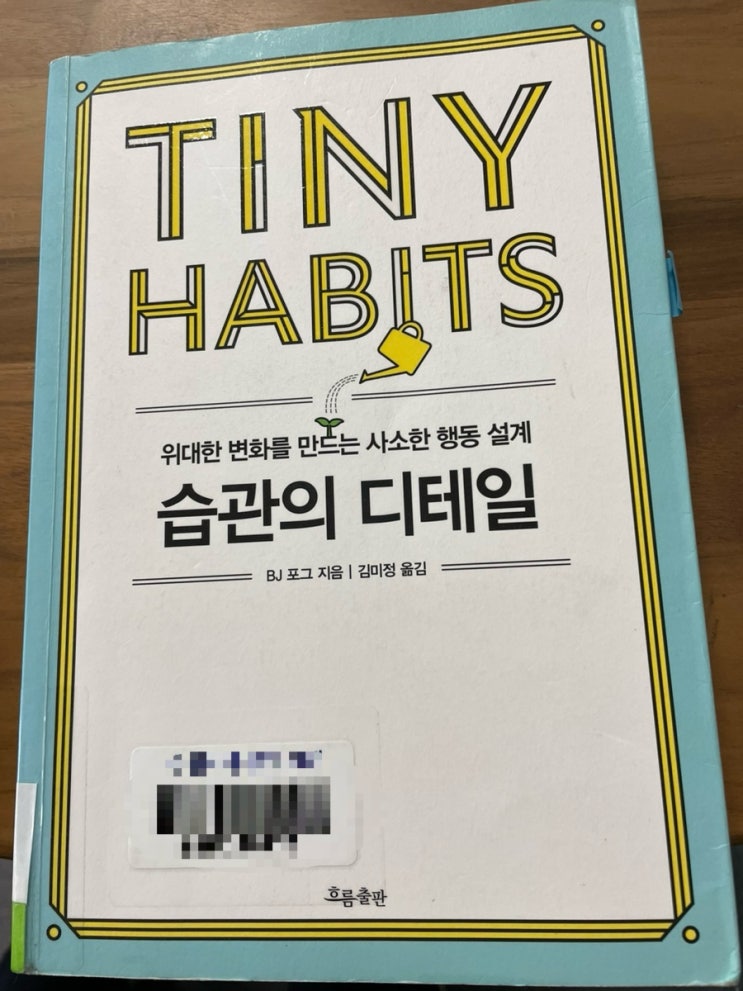 TINY
HABITS
위대한 변화를 만드는 사소한 행동 설계
습관의 디테일
BJ 포그 지음 | 김미정 옮김
흐름출판